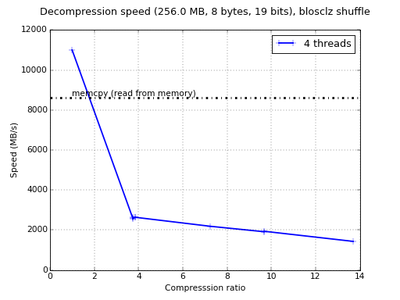 Decompression speed (256.0 MB, 8 bytes, 19 bits), blosclz shuffle
12000
10000
8000
6000
4000
2000
0
Speed (MB/s)
4 threads
memcpy (read from memory)
0 2 4 6 8 10 12 14
Compresssion ratio